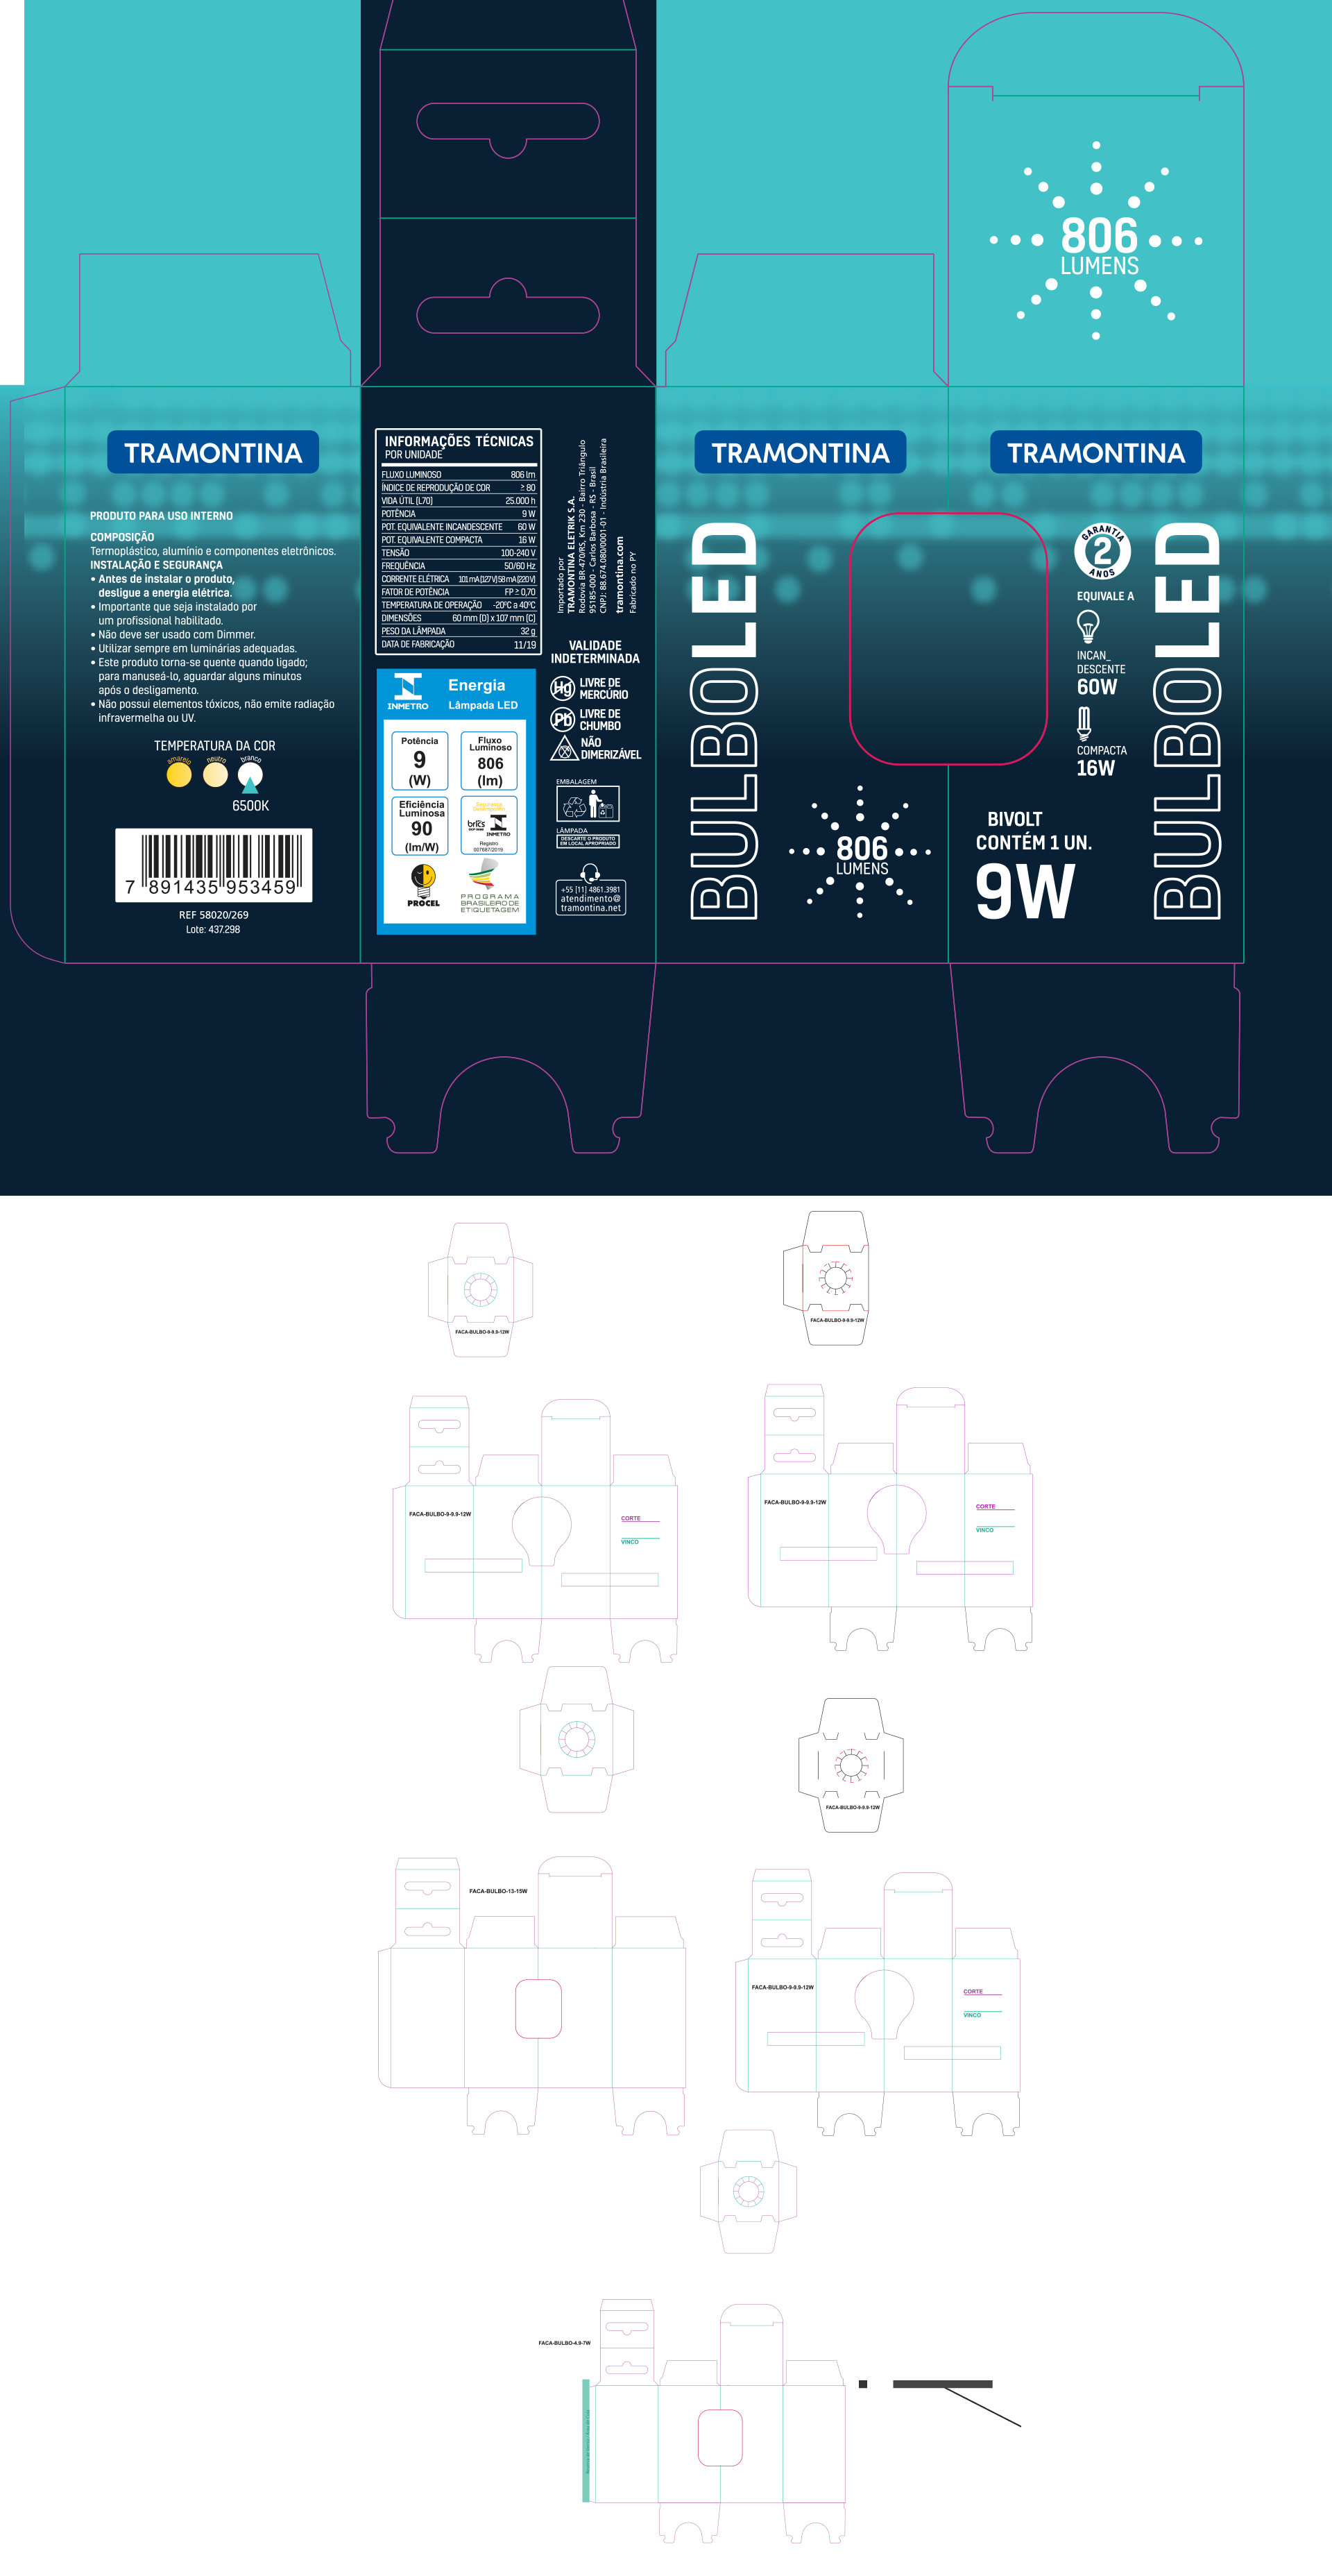 806
LUMENS
TRAMONTINA
PRODUTO PARA USO INTERNO
COMPOSIÇÃO
Termoplástico, alumínio e componentes eletrônicos.
INSTALAÇÃO E SEGURANÇA
• Antes de instalar o produto,
desligue a energia elétrica.
• Importante que seja instalado por
um profissional habilitado.
• Não deve ser usado com Dimmer.
• Utilizar sempre em luminárias adequadas.
• Este produto torna-se quente quando ligado;
para manuseá-lo, aguardar alguns minutos
após o desligamento.
• Não possui elementos tóxicos, não emite radiação
infravermelha ou UV.
TEMPERATURA DA COR
amarelo neutro branco
6500K
7 891435 953459
REF 58020/269
Lote: 437.298
INFORMAÇÕES TÉCNICAS
POR UNIDADE
FLUXO LUMINOSO 806 lm
ÍNDICE DE REPRODUÇÃO DE COR ≥ 80
VIDA ÚTIL (L70) 25.000 h
POTÊNCIA 9 W
POT. EQUIVALENTE INCANDESCENTE 60 W
POT. EQUIVALENTE COMPACTA 16 W
TENSÃO 100-240 V
FREQUÊNCIA 50/60 Hz
CORRENTE ELÉTRICA 101 mA (127 V) 58 mA (220 V)
FATOR DE POTÊNCIA FP ≥ 0,70
TEMPERATURA DE OPERAÇÃO -20ºC a 40ºC
DIMENSÕES 60 mm (D) x 107 mm (C)
PESO DA LÂMPADA 32 g
DATA DE FABRICAÇÃO 11/19
Importado por
TRAMONTINA ELETRIK S.A.
Rodovia BR-470/RS, Km 230 - Bairro Triângulo
95185-000 - Carlos Barbosa - RS - Brasil
CNPJ: 88.674.080/0001-01 - Indústria Brasileira
tramontina.com
Fabricado no PY
VALIDADE
INDETERMINADA
Hg LIVRE DE
MERCÚRIO
Pb LIVRE DE
CHUMBO
NÃO
DIMERIZÁVEL
EMBALAGEM
LÂMPADA
DESCARTE O PRODUTO
EM LOCAL APROPRIADO
+55 [11] 4861.3981
atendimento@
tramontina.net
INMETRO
Energia
Lâmpada LED
Potência
9
(W)
Fluxo
Luminoso
806
(lm)
Eficiência
Luminosa
90
(lm/W)
Segurança
Desempenho
brics
INMETRO
Registro
007687/2019
PROCEL
PROGRAMA
BRASILEIRO DE
ETIQUETAGEM
TRAMONTINA
BULBOLED
806
LUMENS
TRAMONTINA
GARANTIA
2
ANOS
EQUIVALE A
INCAN_
DESCENTE
60W
COMPACTA
16W
BIVOLT
CONTÉM 1 UN.
9W
BULBOLED
FACA-BULBO-9-9.9-12W
FACA-BULBO-9-9.9-12W
FACA-BULBO-9-9.9-12W
CORTE
VINCO
FACA-BULBO-9-9.9-12W
CORTE
VINCO
FACA-BULBO-9-9.9-12W
FACA-BULBO-13-15W
FACA-BULBO-9-9.9-12W
CORTE
VINCO
FACA-BULBO-4.9-7W